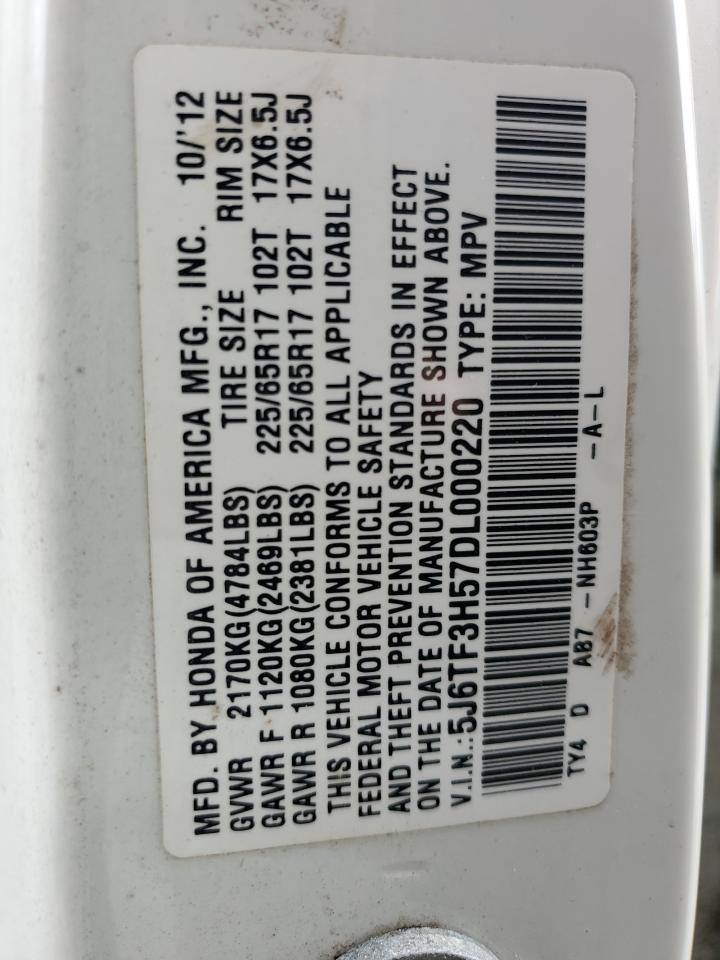 MFD. BY HONDA OF AMERICA MFG., INC. 10/'12
GVWR 2170KG(4784LBS) TIRE SIZE RIM SIZE
GAWR F 1120KG(2469LBS) 225/65R17 102T 17X6.5J
GAWR R 1080KG(2381LBS) 225/65R17 102T 17X6.5J
THIS VEHICLE CONFORMS TO ALL APPLICABLE
FEDERAL MOTOR VEHICLE SAFETY
AND THEFT PREVENTION STANDARDS IN EFFECT
ON THE DATE OF MANUFACTURE SHOWN ABOVE.
V.I.N.:5J6TF3H57DL000220 TYPE: MPV
TY4 D AB7 -NH603P -A-L